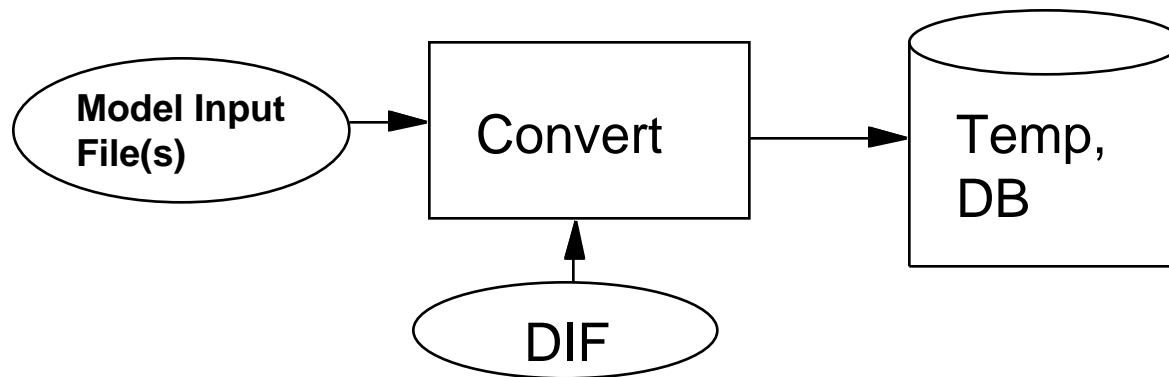 Model Input
File(s)
Convert
Temp,
DB
DIF